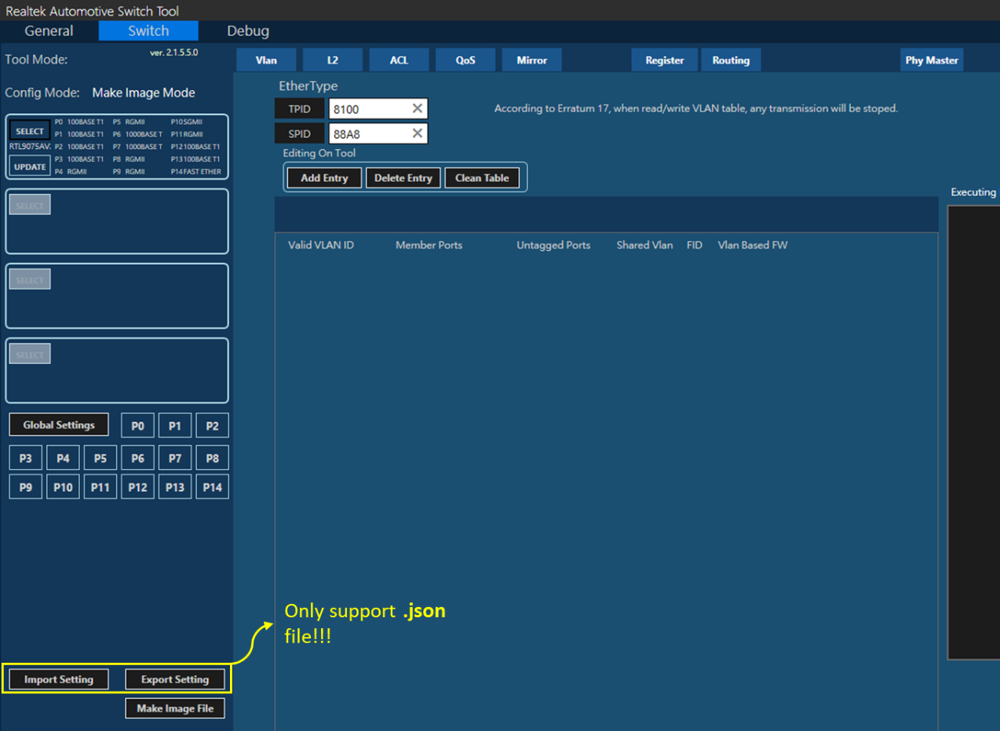 Realtek Automotive Switch Tool
General Switch Debug
Tool Mode: ver. 2.1.5.5.0
Vlan L2 ACL QoS Mirror Register Routing Phy Master
Config Mode: Make Image Mode
EtherType
TPID 8100
According to Erratum 17, when read/write VLAN table, any transmission will be stoped.
SPID 88A8
SELECT
RTL9075AV:
UPDATE
P0 100BASE T1 P5 RGMII P10 SGMII
P1 100BASE T1 P6 1000BASE T P11 RGMII
P2 100BASE T1 P7 1000BASE T P12 100BASE T1
P3 100BASE T1 P8 RGMII P13 100BASE T1
P4 RGMII P9 RGMII P14 FAST ETHER
Editing On Tool
Add Entry Delete Entry Clean Table
Executing
SELECT
Valid VLAN ID Member Ports Untagged Ports Shared Vlan FID Vlan Based FW
SELECT
SELECT
Global Settings P0 P1 P2
P3 P4 P5 P6 P7 P8
P9 P10 P11 P12 P13 P14
Only support .json
file!!!
Import Setting Export Setting
Make Image File